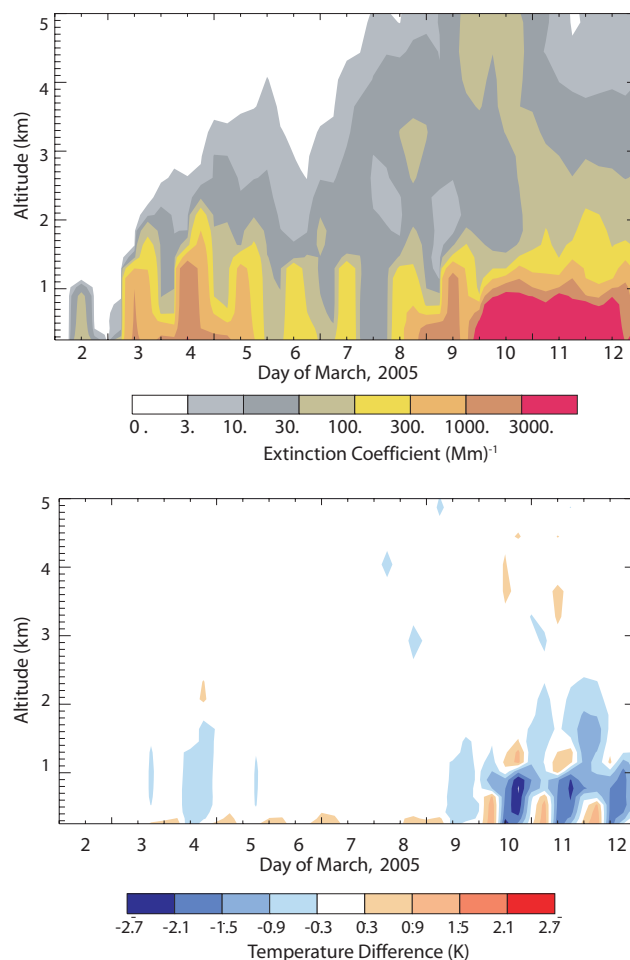 5
4
3
2
1
Altitude (km)
2 3 4 5 6 7 8 9 10 11 12
Day of March, 2005
0 . 3. 10. 30. 100. 300. 1000. 3000.
Extinction Coefficient (Mm)-1
5
4
3
2
1
Altitude (km)
2 3 4 5 6 7 8 9 10 11 12
Day of March, 2005
-2.7 -2.1 -1.5 -0.9 -0.3 0.3 0:9 1.5 2.1 2.7
Temperature Difference (K)